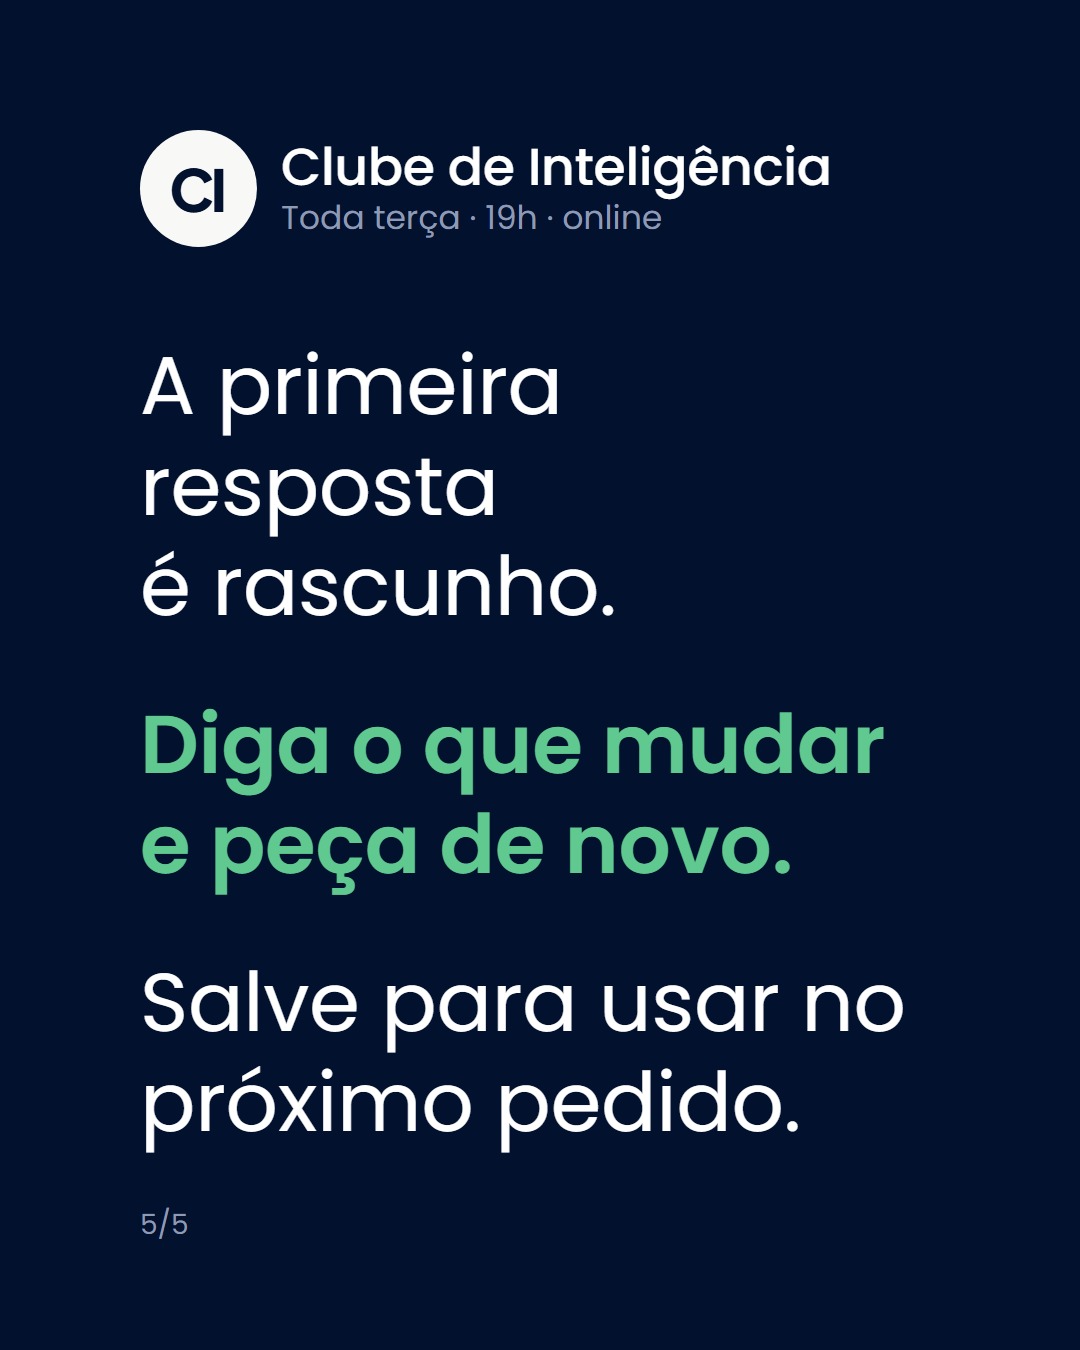 CI
Clube de Inteligência
Toda terça · 19h · online
A primeira
resposta
é rascunho.
Diga o que mudar
e peça de novo.
Salve para usar no
próximo pedido.
5/5